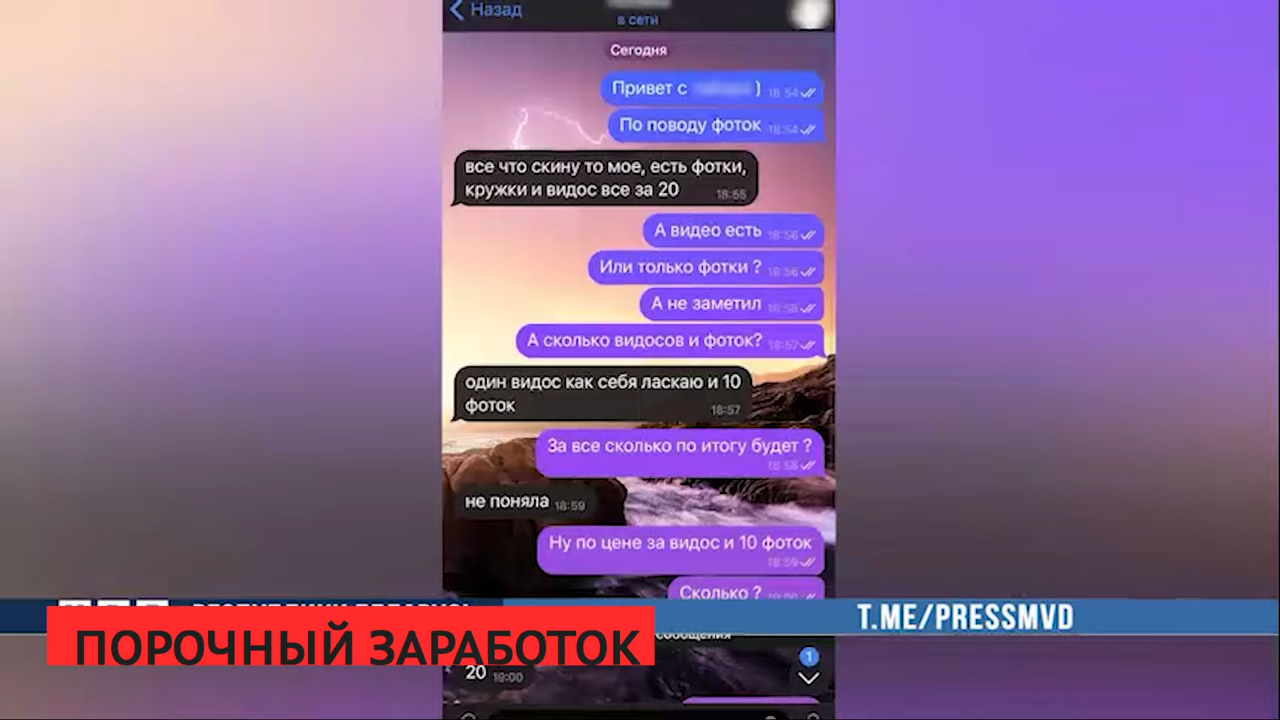 Назад
в сети
Сегодня
Привет с )
18:54
По поводу фоток
18:54
все что скину то мое, есть фотки,
кружки и видос все за 20
18:55
А видео есть
18:56
Или только фотки ?
18:56
А не заметил
18:56
А сколько видосов и фоток?
18:57
один видос как себя ласкаю и 10
фоток
18:57
За все сколько по итогу будет ?
18:58
не поняла
18:59
Ну по цене за видос и 10 фоток
18:59
Сколько ?
19:00
T.ME/PRESSMVD
ПОРОЧНЫЙ ЗАРАБОТОК
1
20
19:00